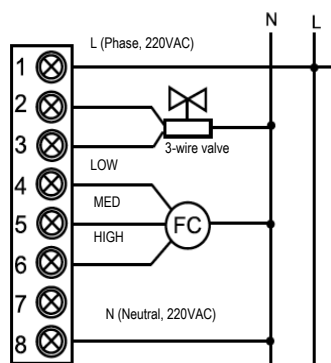 N L
L (Phase, 220VAC)
1
2
3
3-wire valve
LOW
4
MED
5
FC
HIGH
6
7
N (Neutral, 220VAC)
8